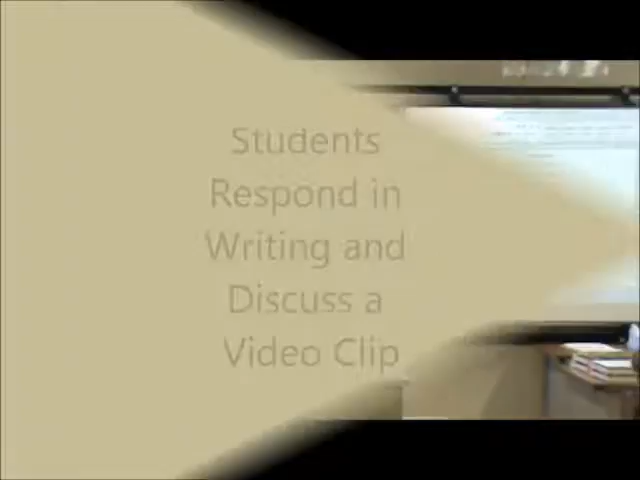 Students
Respond in
Writing and
Discuss a
Video Clip